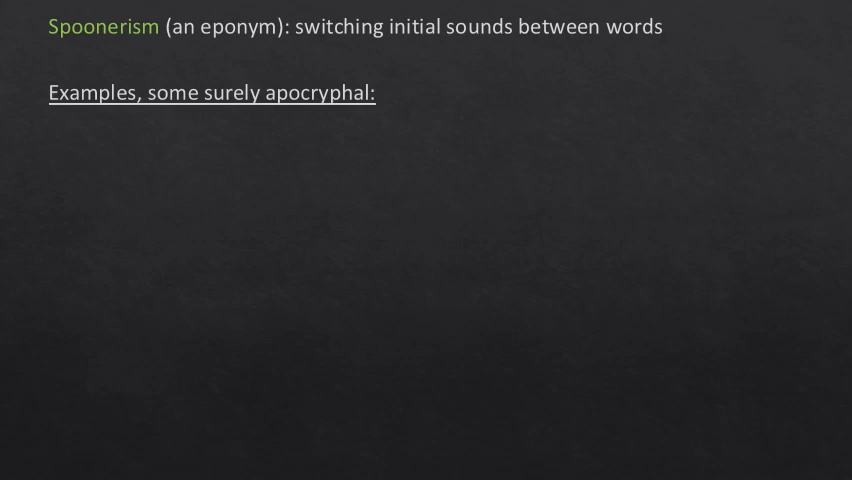 Spoonerism (an eponym): switching initial sounds between words
Examples, some surely apocryphal: